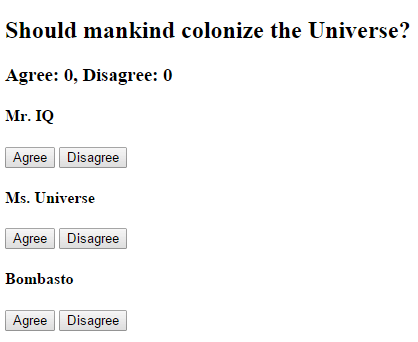 Should mankind colonize the Universe?
Agree: 0, Disagree: 0
Mr. IQ
Agree Disagree
Ms. Universe
Agree Disagree
Bombasto
Agree Disagree